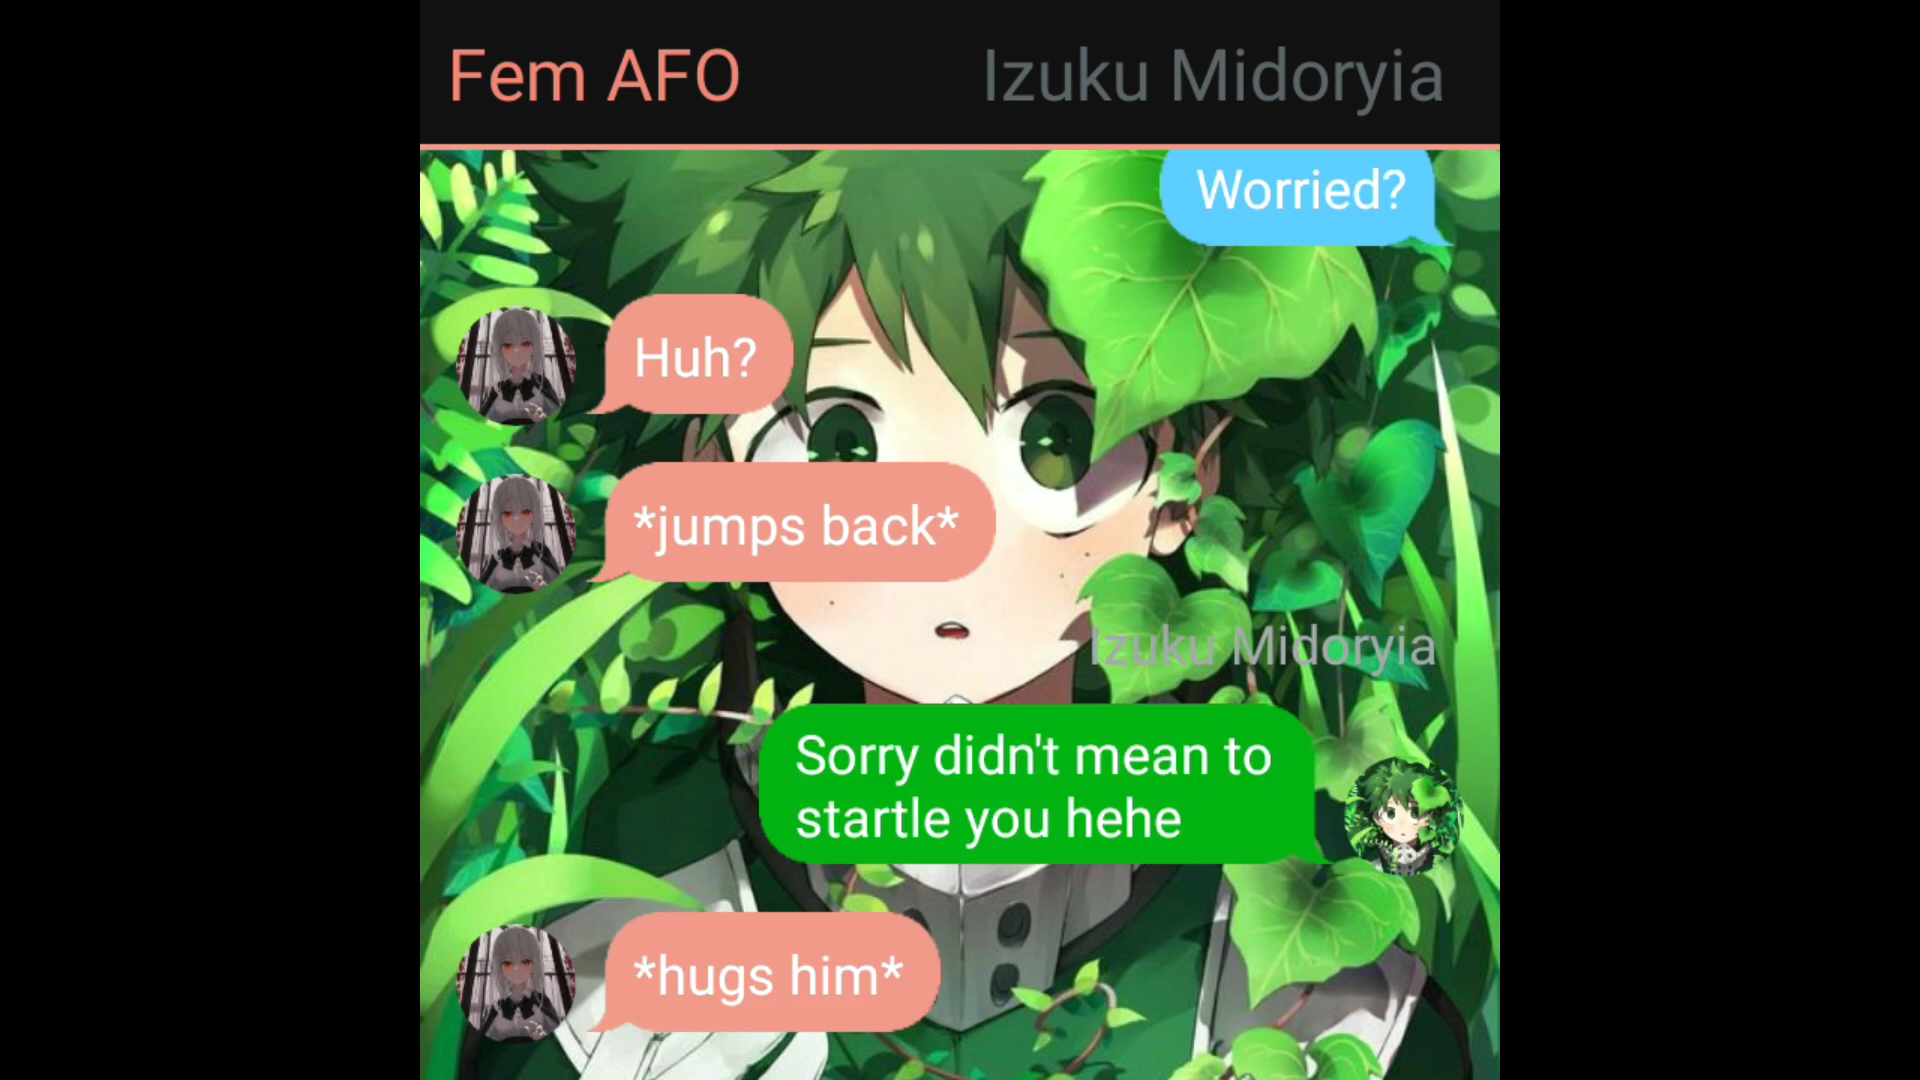 Fem AFO
Izuku Midoryia
Worried?
Huh?
*jumps back*
Izuku Midoryia
Sorry didn't mean to
startle you hehe
*hugs him*